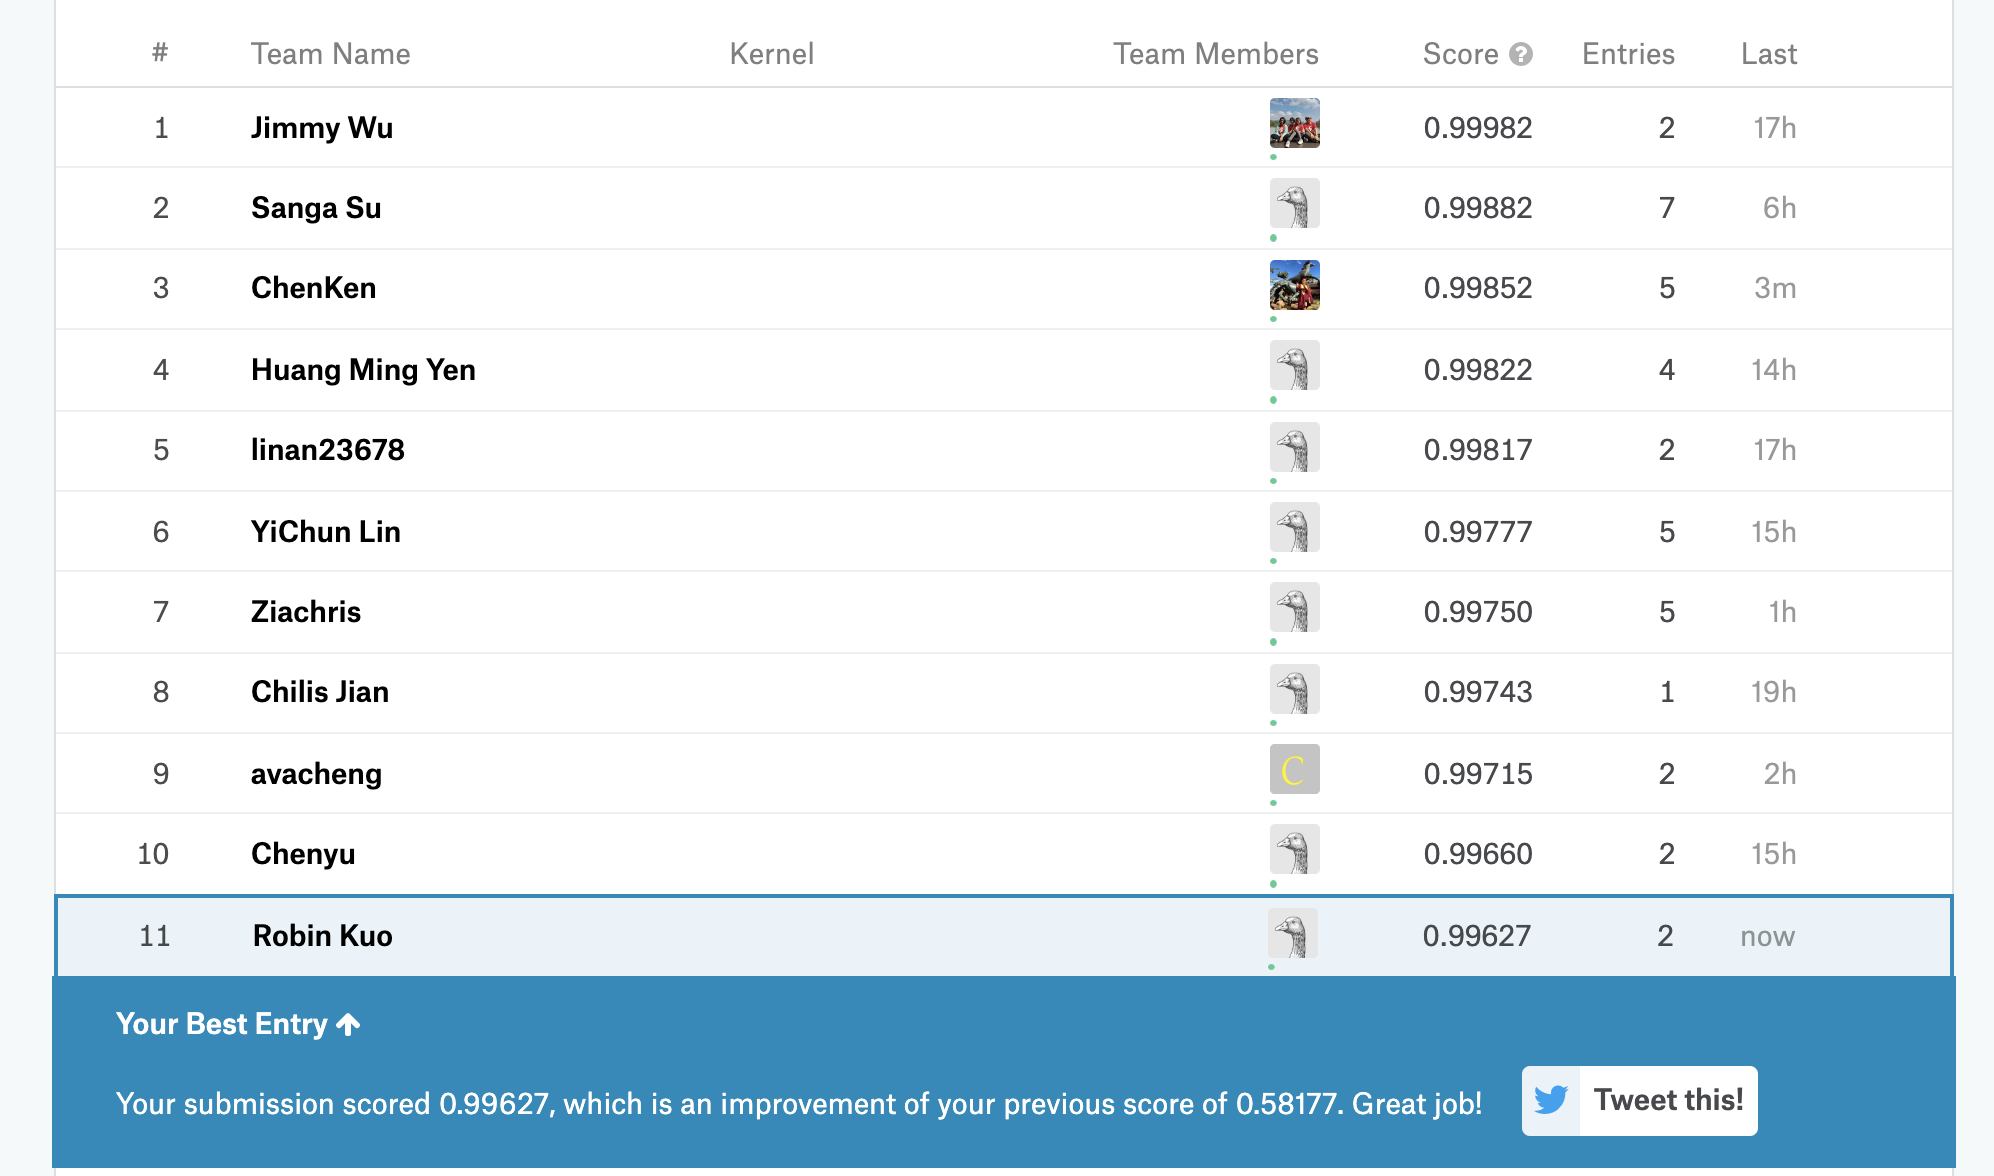 # Team Name Kernel Team Members Score ? Entries Last
1 Jimmy Wu 0.99982 2 17h
2 Sanga Su 0.99882 7 6h
3 ChenKen 0.99852 5 3m
4 Huang Ming Yen 0.99822 4 14h
5 linan23678 0.99817 2 17h
6 YiChun Lin 0.99777 5 15h
7 Ziachris 0.99750 5 1h
8 Chilis Jian 0.99743 1 19h
9 avacheng C 0.99715 2 2h
10 Chenyu 0.99660 2 15h
11 Robin Kuo 0.99627 2 now
Your Best Entry
Your submission scored 0.99627, which is an improvement of your previous score of 0.58177. Great job! Tweet this!